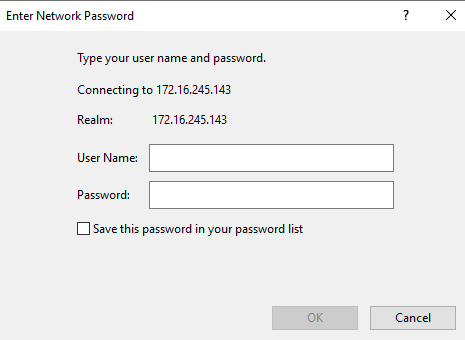 Enter Network Password ?
Type your user name and password.
Connecting to 172.16.245.143
Realm: 172.16.245.143
User Name:
Password:
Save this password in your password list
OK Cancel